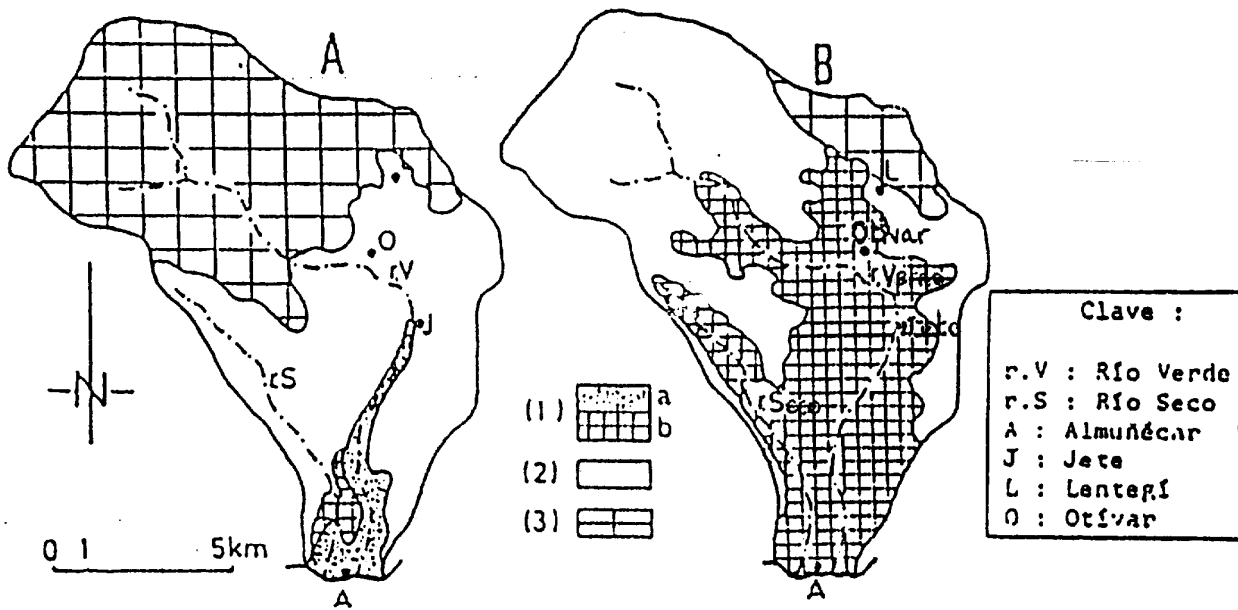 A
B
L
O
Otívar
r.V
r.Verde
J
Jete
r.S
r.Seco
(1)
a
b
(2)
(3)
N
0 1 5km
A
A
Clave :
r.V : Río Verde
r.S : Río Seco
A : Almuñécar
J : Jete
L : Lentegí
O : Otívar